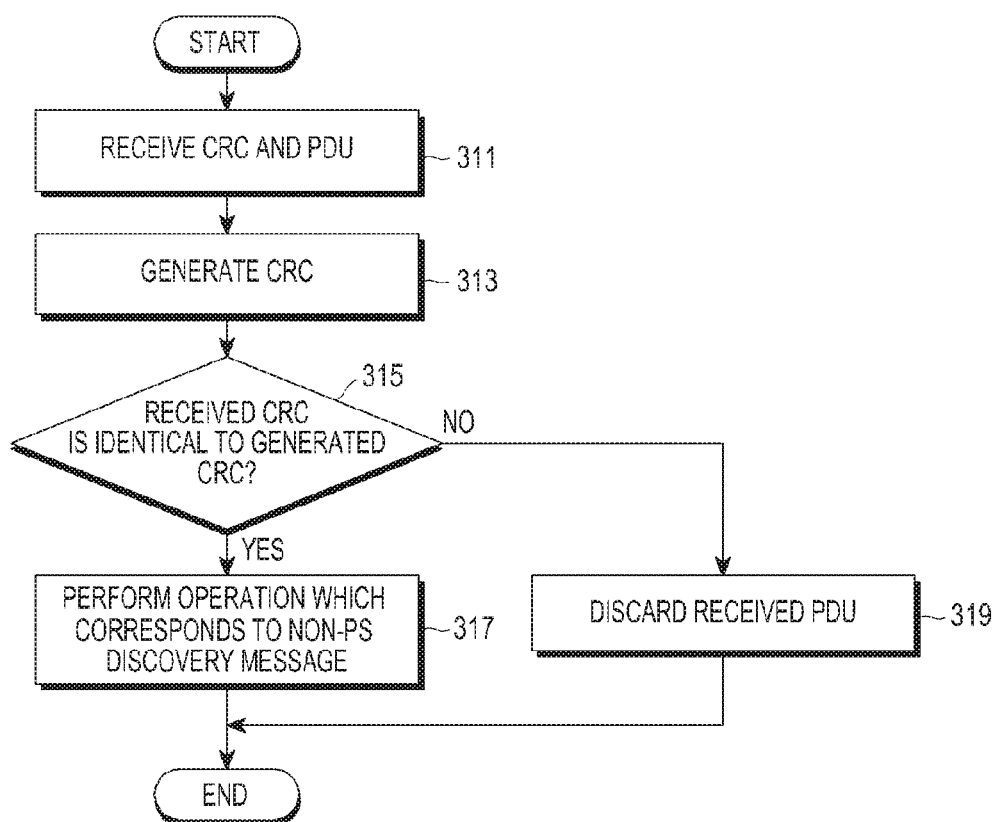 START
RECEIVE CRC AND PDU
311
GENERATE CRC
313
315
RECEIVED CRC
IS IDENTICAL TO GENERATED
CRC?
NO
YES
PERFORM OPERATION WHICH
CORRESPONDS TO NON-PS
DISCOVERY MESSAGE
317
DISCARD RECEIVED PDU
319
END